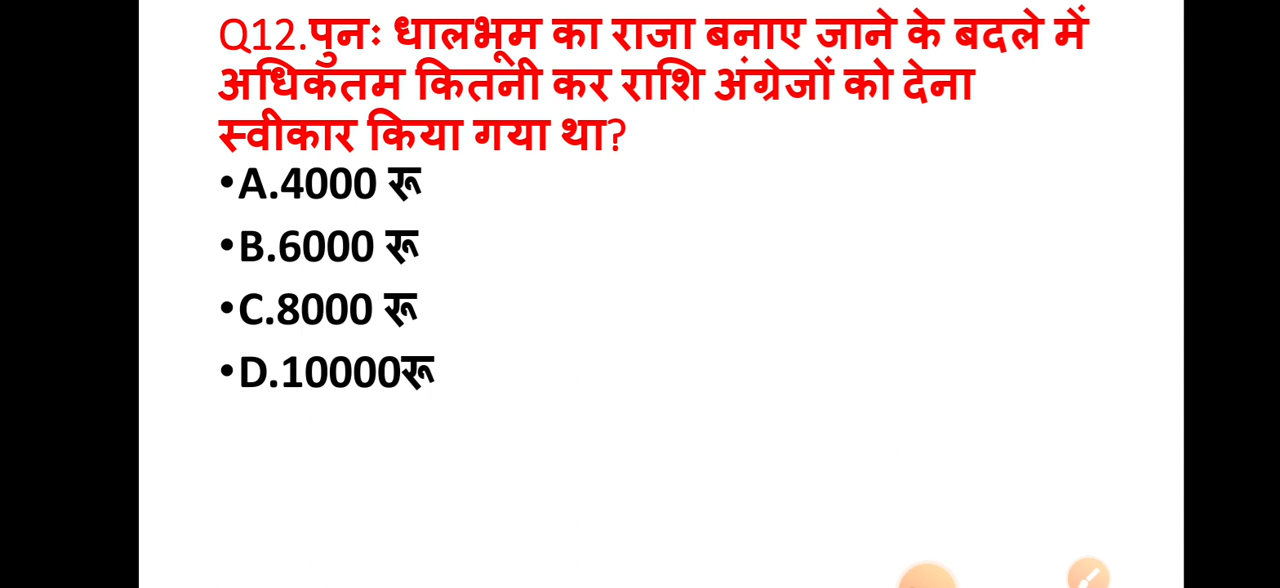 Q12.पुनः धालभूम का राजा बनाए जाने के बदले में
अधिकतम कितनी कर राशि अंग्रेजों को देना
स्वीकार किया गया था?
•A.4000 रू
•B.6000 रू
•C.8000 रू
•D.10000रू